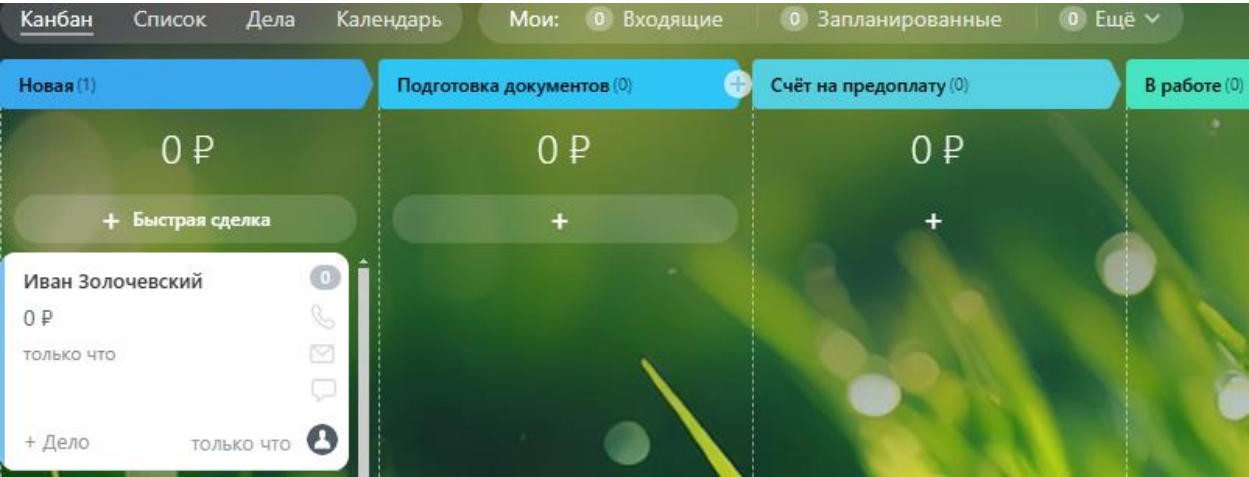 Канбан Список Дела Календарь Мои: 0 Входящие 0 Запланированные 0 Ещё
Новая (1) Подготовка документов (0) + Счёт на предоплату (0) В работе (0)
0 ₽ 0 ₽ 0 ₽
+ Быстрая сделка + +
Иван Золочевский 0
0 ₽
только что
+ Дело только что